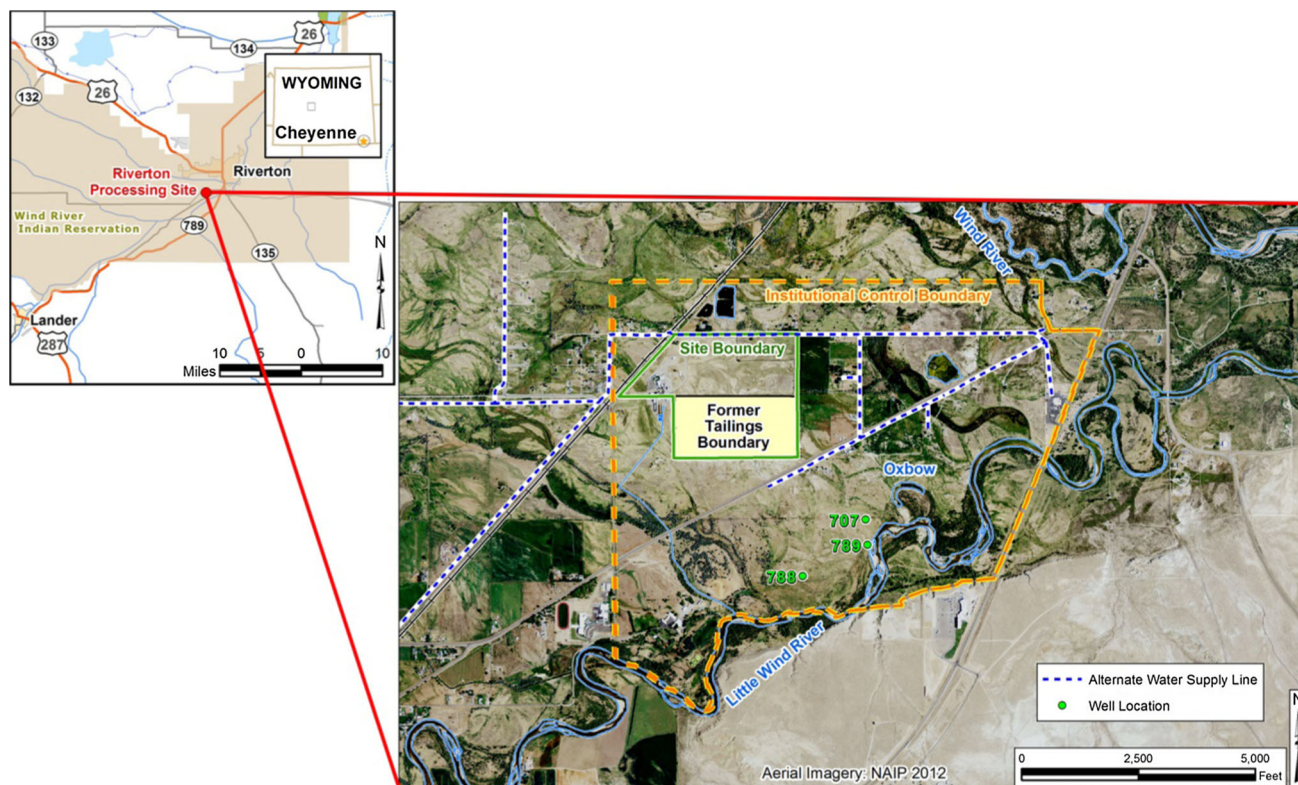 133
134
26
26
132
WYOMING
Cheyenne
Riverton
Processing Site
Riverton
Wind River
Indian Reservation
789
135
N
Lander
287
10 5 0 10
Miles
Wind River
Institutional Control Boundary
Site Boundary
Former
Tailings
Boundary
Oxbow
707
789
788
Little Wind River
Alternate Water Supply Line
Well Location
N
0 2,500 5,000
Feet
Aerial Imagery: NAIP 2012